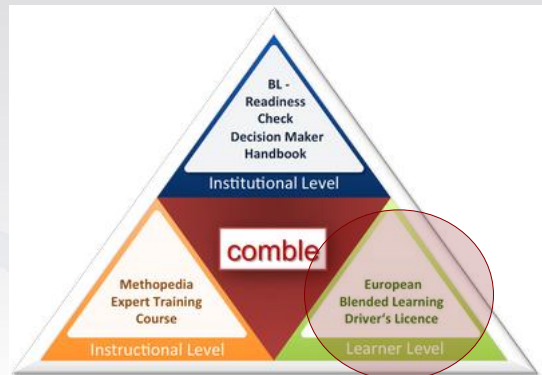 BL -
Readiness
Check
Decision Maker
Handbook
Institutional Level
comble
Methopedia
Expert Training
Course
Instructional Level
European
Blended Learning
Driver's Licence
Learner Level